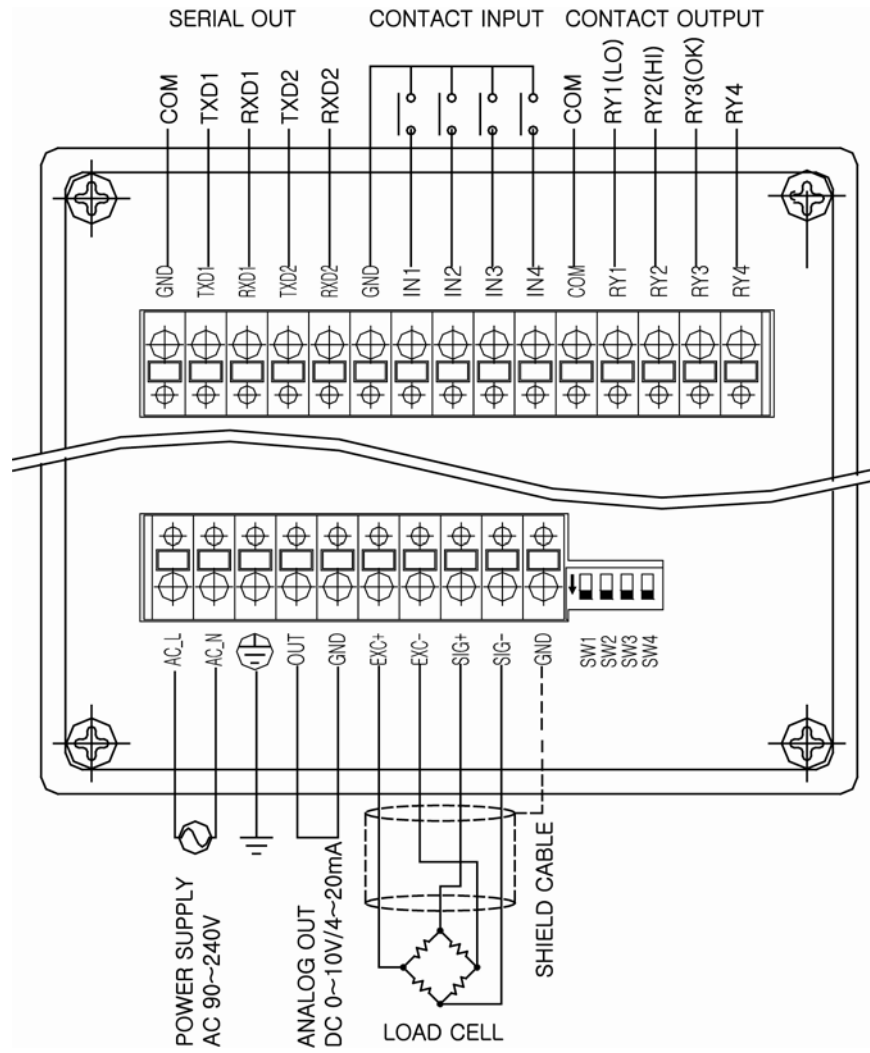 SERIAL OUT
CONTACT INPUT
CONTACT OUTPUT
COM
TXD1
RXD1
TXD2
RXD2
COM
RY1(LO)
RY2(HI)
RY3(OK)
RY4
GND
TXD1
RXD1
TXD2
RXD2
GND
IN1
IN2
IN3
IN4
COM
RY1
RY2
RY3
RY4
AC_L
AC_N
OUT
GND
EXC+
EXC-
SIG+
SIG-
GND
SW1
SW2
SW3
SW4
POWER SUPPLY
AC 90~240V
ANALOG OUT
DC 0~10V/4~20mA
LOAD CELL
SHIELD CABLE